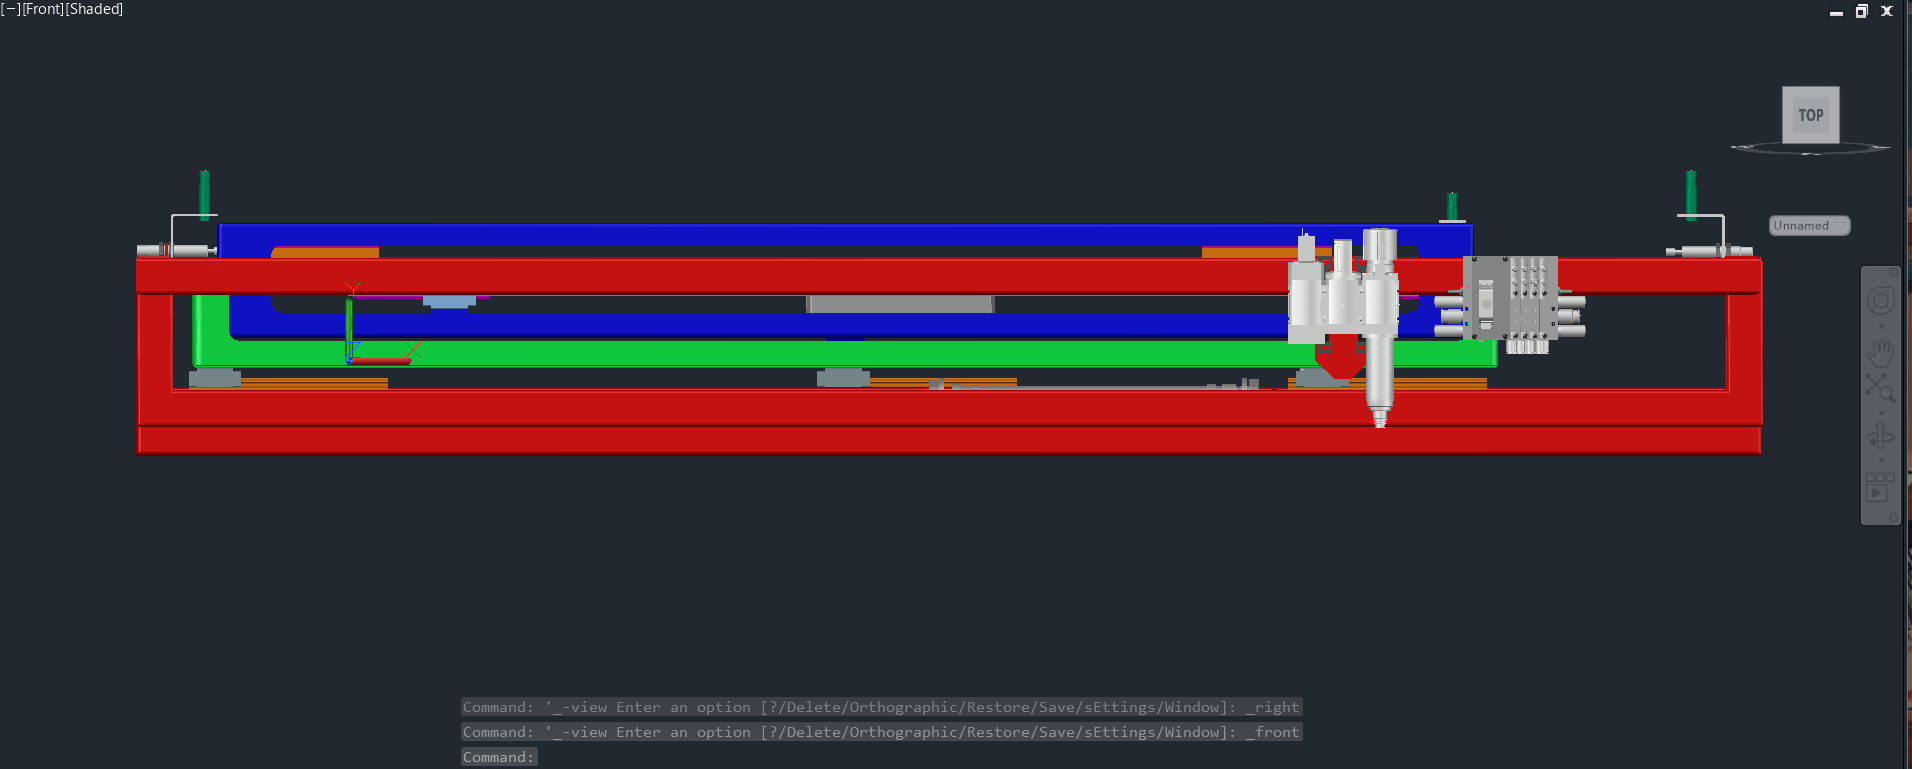 [−][Front][Shaded]
TOP
Unnamed
Command: '_-view Enter an option [?/Delete/Orthographic/Restore/Save/sEttings/Window]: _right
Command: '_-view Enter an option [?/Delete/Orthographic/Restore/Save/sEttings/Window]: _front
Command: